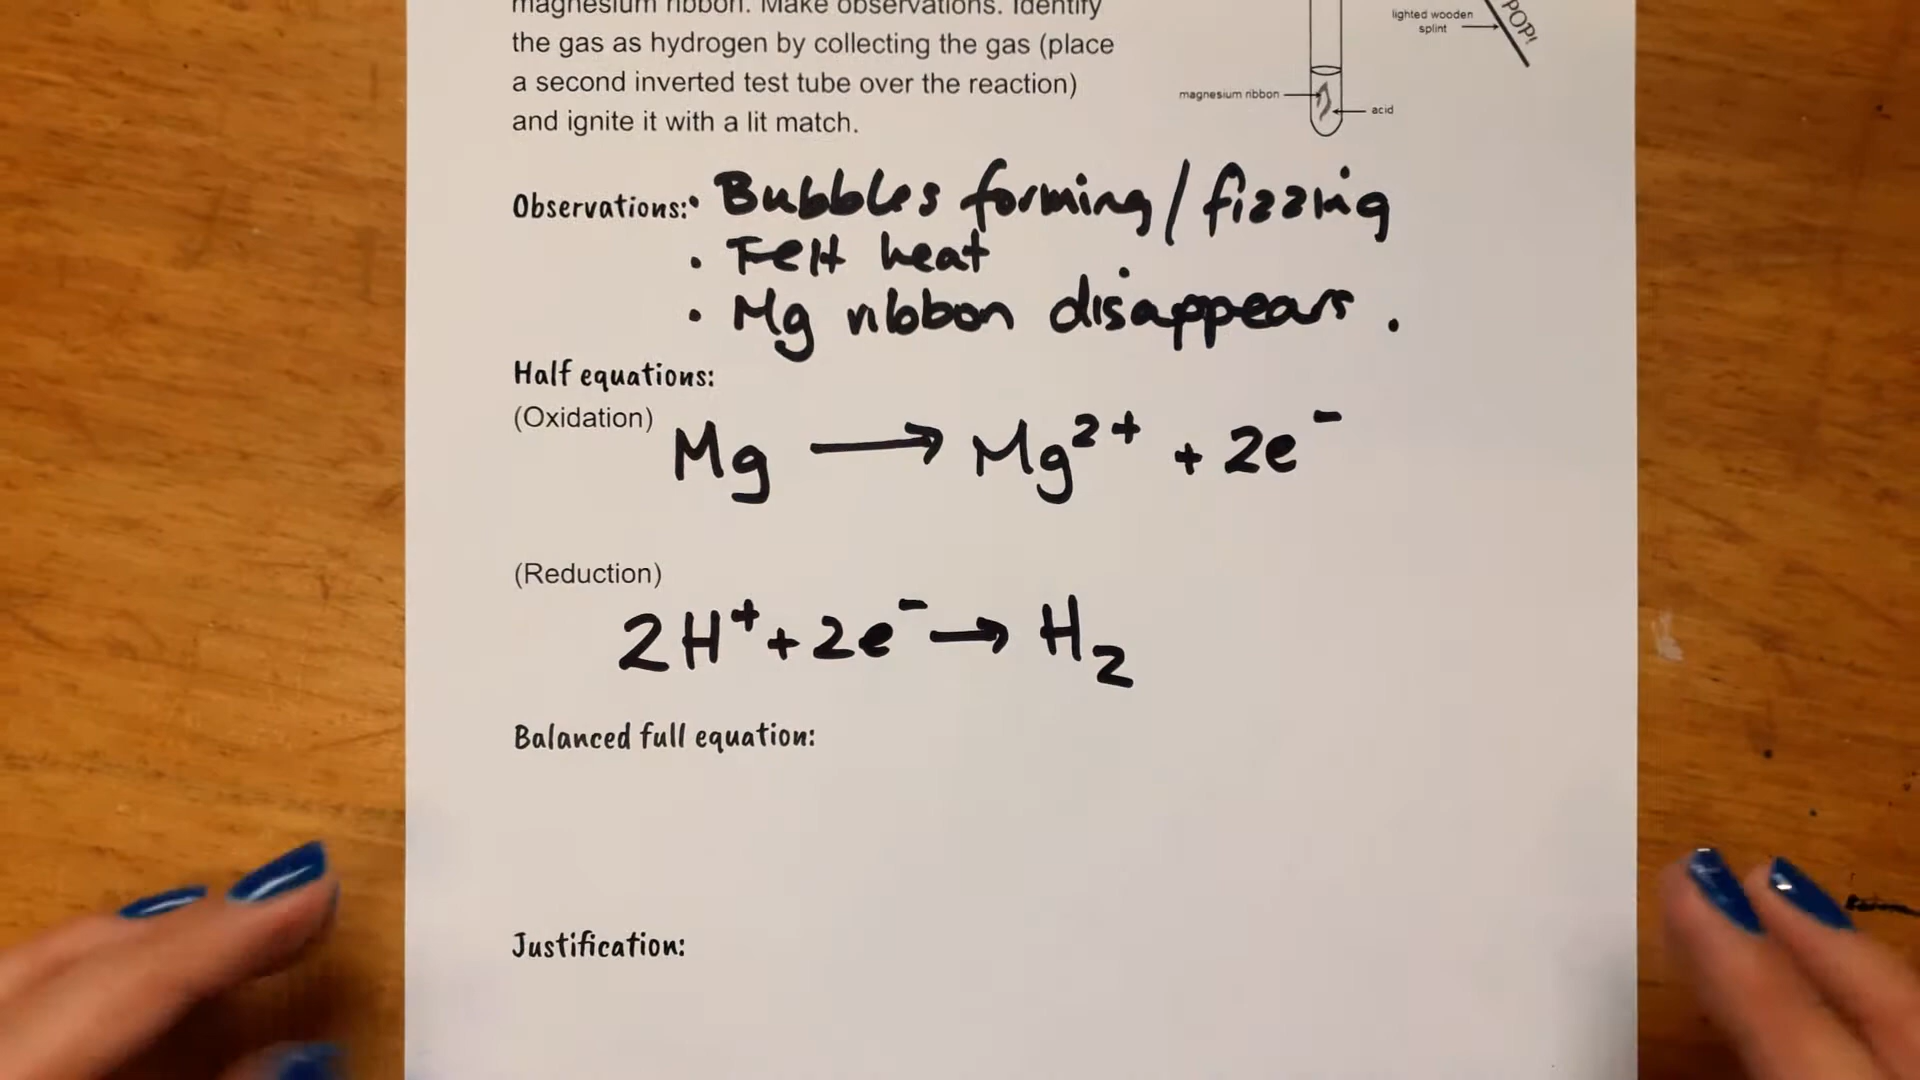 magnesium ribbon. Make observations. Identify
the gas as hydrogen by collecting the gas (place
a second inverted test tube over the reaction)
and ignite it with a lit match.
lighted wooden
splint
POP!
magnesium ribbon
acid
Observations: • Bubbles forming / fizzing
• Felt heat
• Mg ribbon disappears.
Half equations:
(Oxidation)
Mg → Mg²⁺ + 2e⁻
(Reduction)
2H⁺ + 2e⁻ → H₂
Balanced full equation:
Justification: